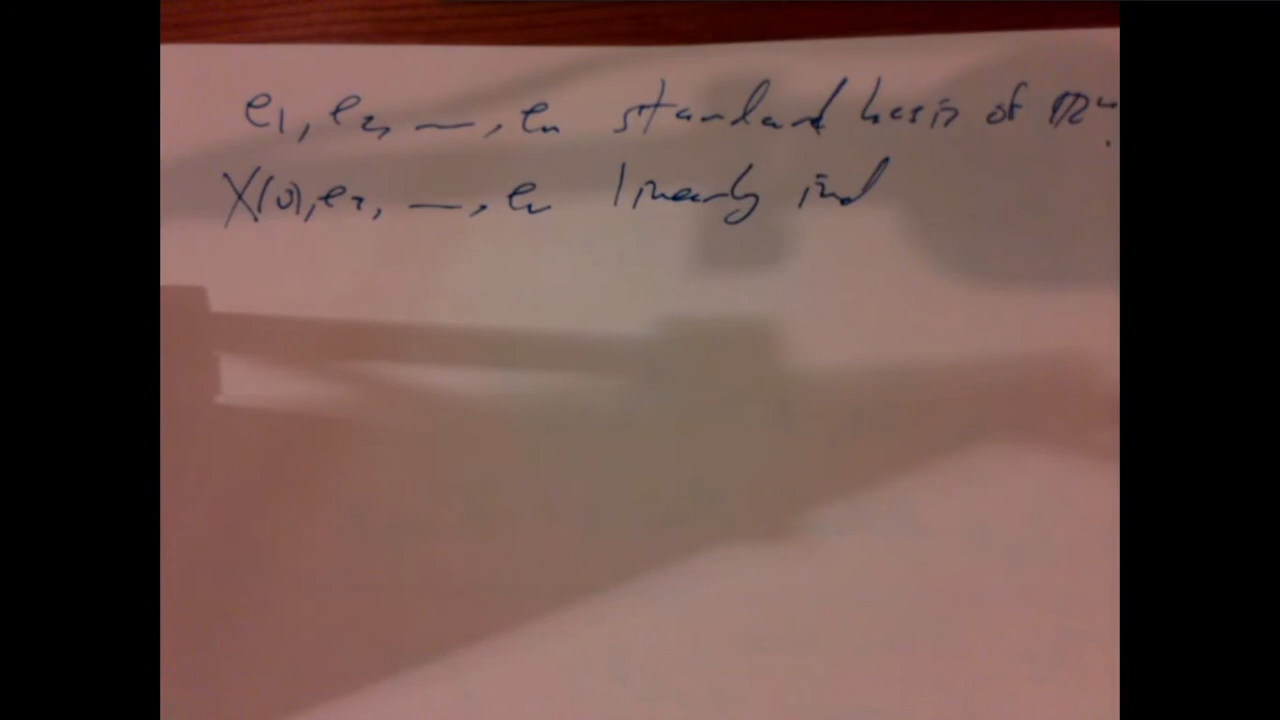 e₁, e₂, —, eₙ standard basis of ℝⁿ.
X(0), e₂, —, eₙ linearly ind